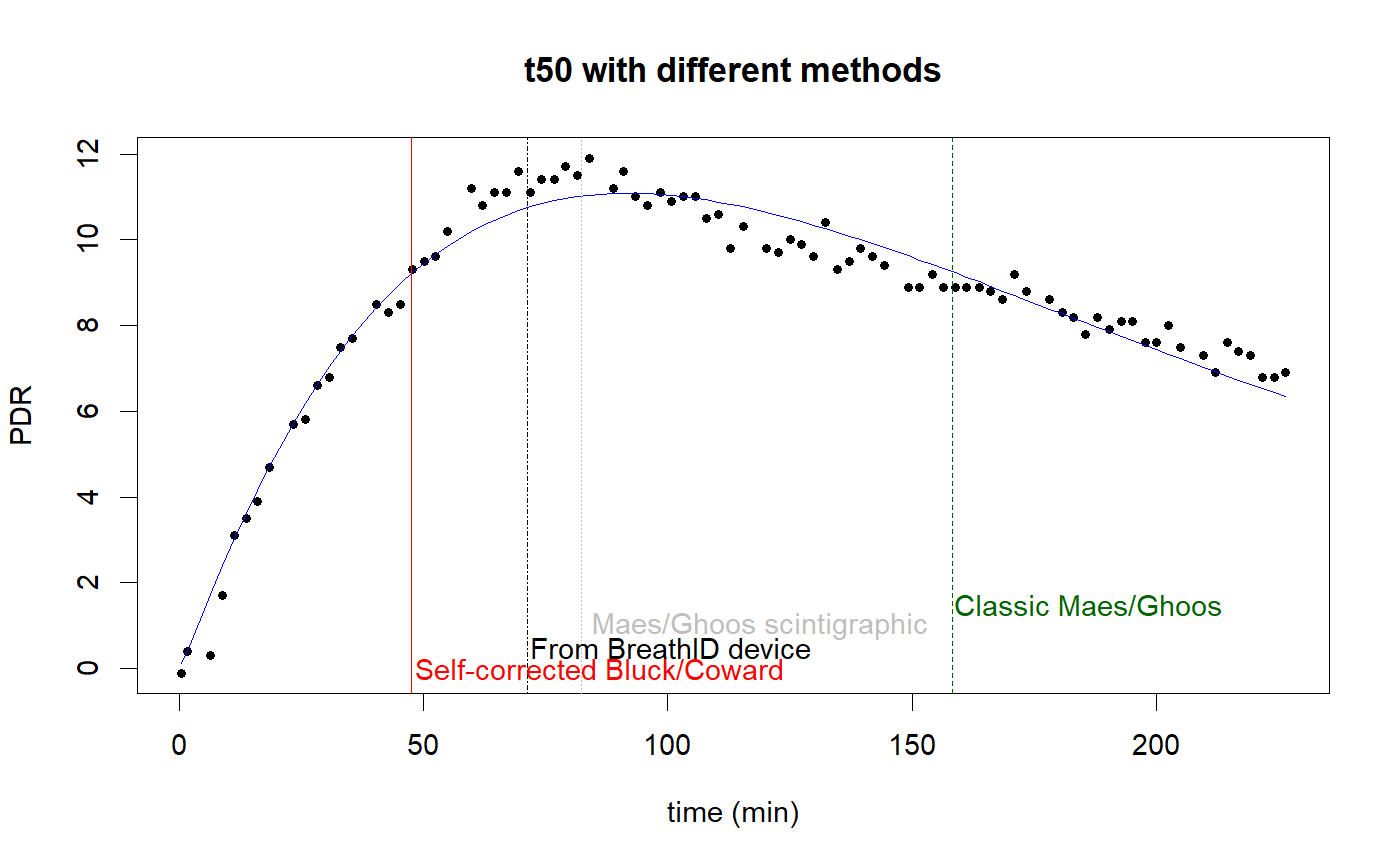 t50 with different methods
12
10
8
6
4
2
0
PDR
Classic Maes/Ghoos
Maes/Ghoos scintigraphic
From BreathID device
Self-corrected Bluck/Coward
0 50 100 150 200
time (min)